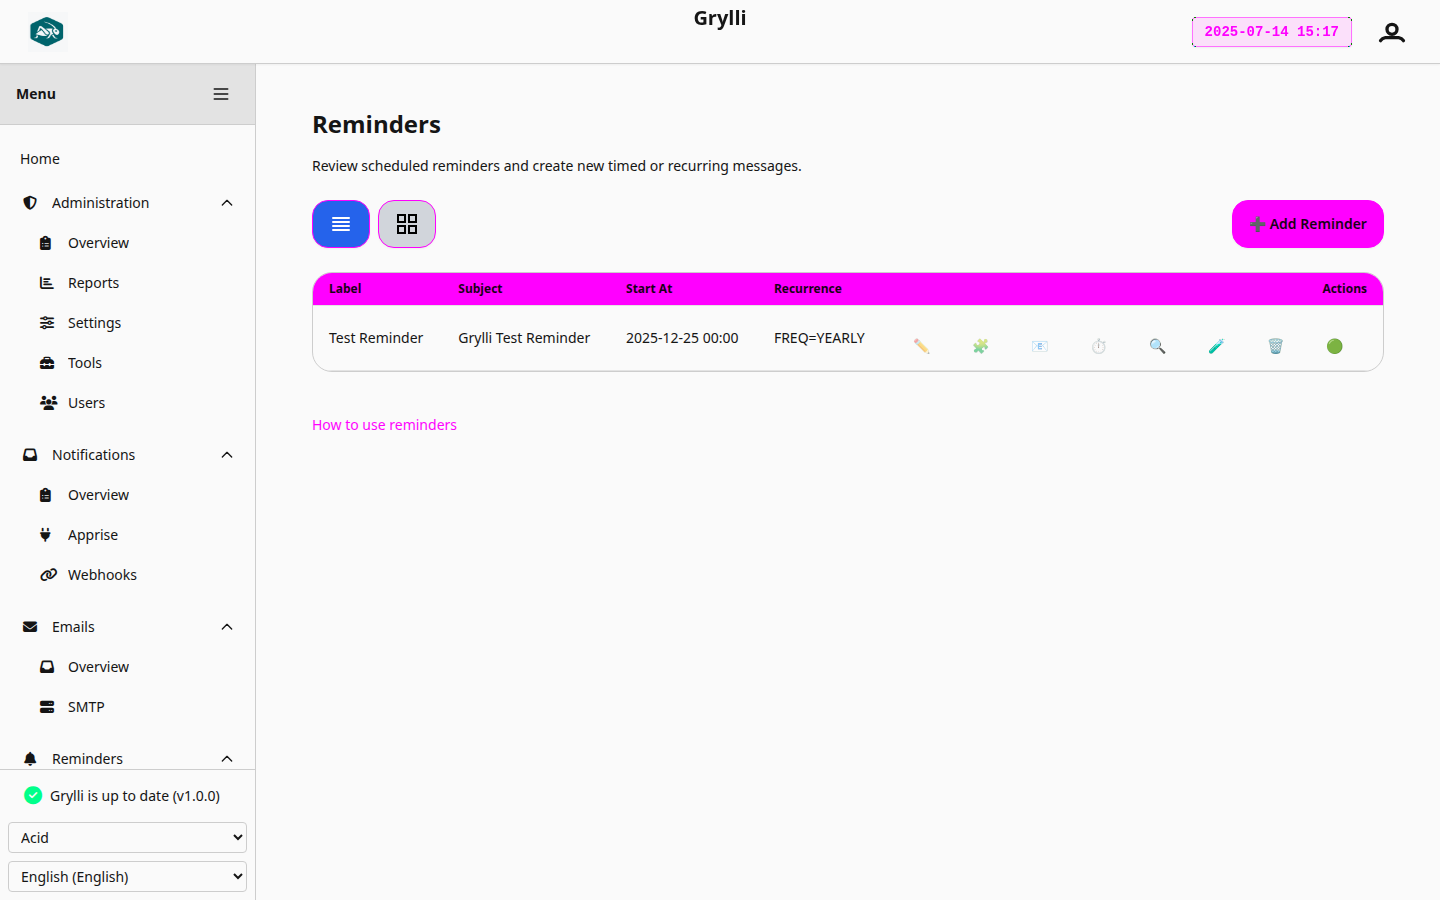 Grylli
2025-07-14 15:17
Menu
Home
Administration
Overview
Reports
Settings
Tools
Users
Notifications
Overview
Apprise
Webhooks
Emails
Overview
SMTP
Reminders
Grylli is up to date (v1.0.0)
Acid
English (English)
Reminders
Review scheduled reminders and create new timed or recurring messages.
➕ Add Reminder
Label Subject Start At Recurrence Actions
Test Reminder Grylli Test Reminder 2025-12-25 00:00 FREQ=YEARLY
How to use reminders